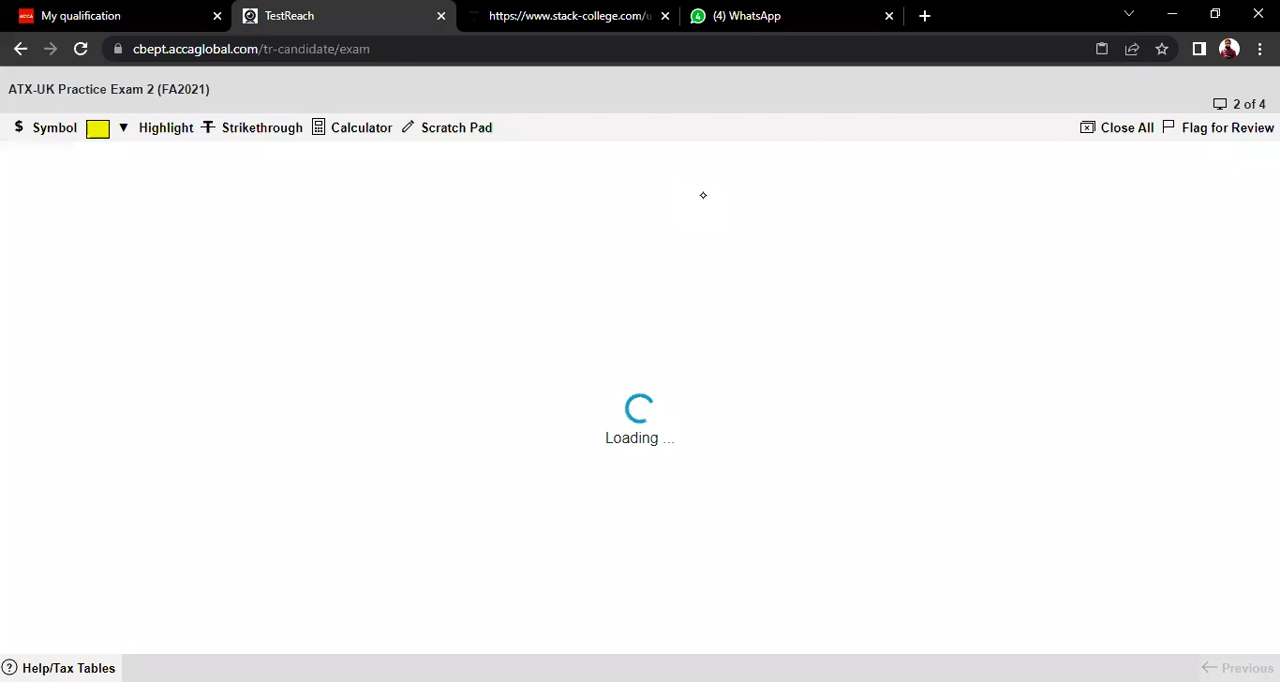 ACCA My qualification
TestReach
https://www.stack-college.com/u
4 (4) WhatsApp
cbept.accaglobal.com/tr-candidate/exam
ATX-UK Practice Exam 2 (FA2021)
2 of 4
$ Symbol Highlight Strikethrough Calculator Scratch Pad Close All Flag for Review
Loading ...
? Help/Tax Tables Previous